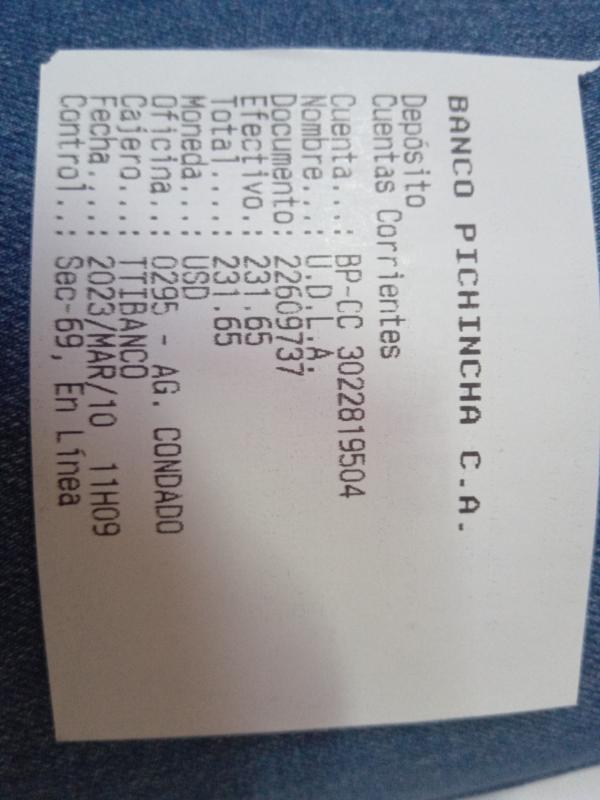 BANCO PICHINCHA C.A.
Depósito
Cuentas Corrientes
Cuenta...: BP-CC 3022819504
Nombre...: U.D.L.A.
Documento: 22609737
Efectivo.: 231.65
Total....: 231.65
Moneda...: USD
Oficina..: 0295 - AG. CONDADO
Cajero...: TTIBANCO
Fecha....: 2023/MAR/10 11H09
Control..: Sec-69, En Línea